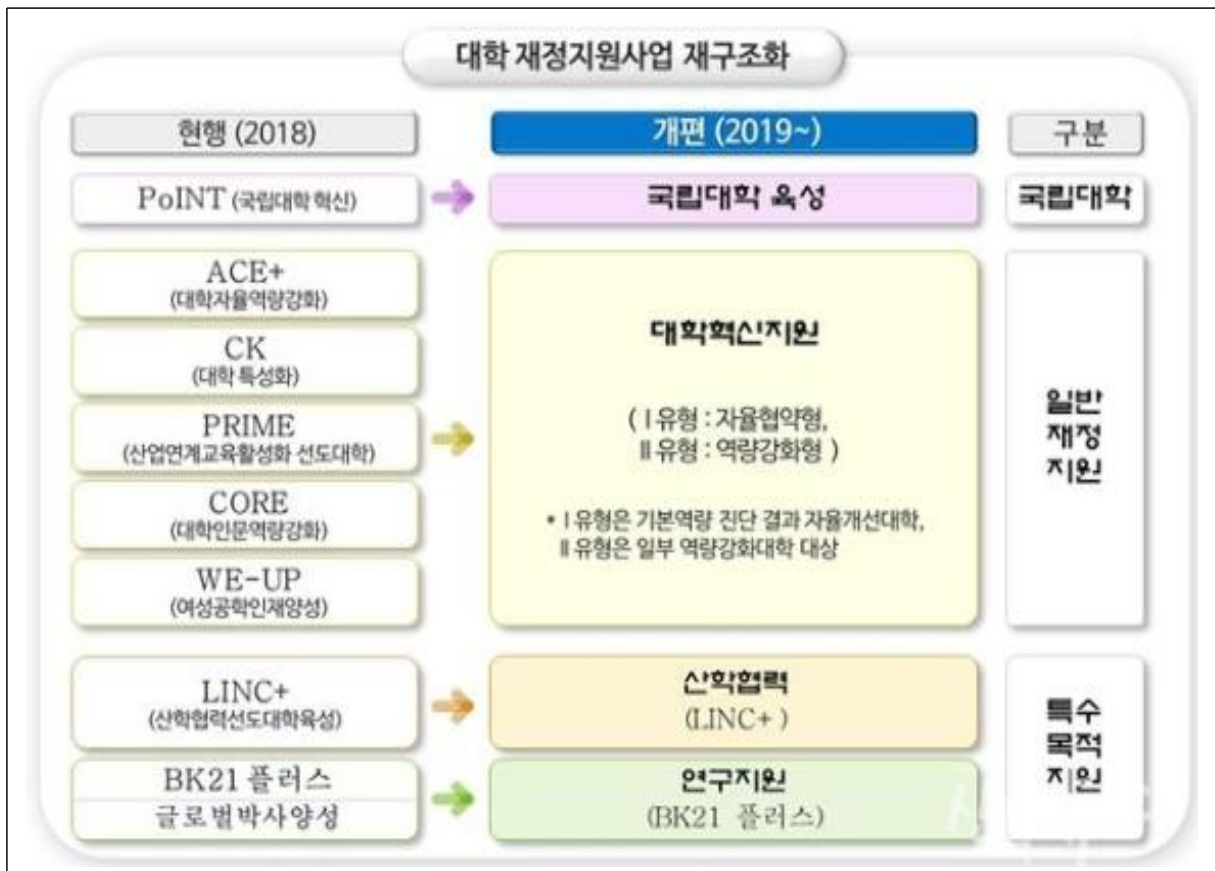 대학 재정지원사업 재구조화
현행 (2018)
개편 (2019~)
구분
PoINT (국립대학 혁신)
국립대학 육성
국립대학
ACE+
(대학자율역량강화)
CK
(대학 특성화)
PRIME
(산업연계교육활성화 선도대학)
CORE
(대학인문역량강화)
WE-UP
(여성공학인재양성)
대학혁신지원
( Ⅰ유형 : 자율협약형,
Ⅱ유형 : 역량강화형 )
* Ⅰ유형은 기본역량 진단 결과 자율개선대학,
Ⅱ유형은 일부 역량강화대학 대상
일반
재정
지원
LINC+
(산학협력선도대학육성)
산학협력
(LINC+ )
BK21 플러스
글로벌박사양성
연구지원
(BK21 플러스)
특수
목적
지원